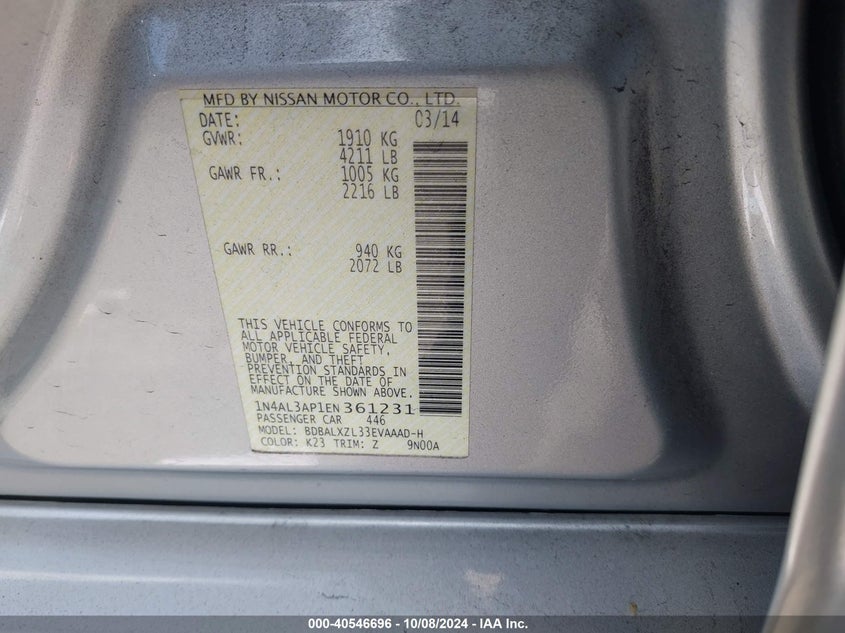 MFD BY NISSAN MOTOR CO., LTD.
DATE: 03/14
GVWR: 1910 KG
4211 LB
GAWR FR.: 1005 KG
2216 LB
GAWR RR.: 940 KG
2072 LB
THIS VEHICLE CONFORMS TO
ALL APPLICABLE FEDERAL
MOTOR VEHICLE SAFETY,
BUMPER, AND THEFT
PREVENTION STANDARDS IN
EFFECT ON THE DATE OF
MANUFACTURE SHOWN ABOVE.
1N4AL3AP1EN361231
PASSENGER CAR 446
MODEL: BDBALXZL33EVAAAD-H
COLOR: K23 TRIM: Z 9N00A
000-40546696 - 10/08/2024 - IAA Inc.